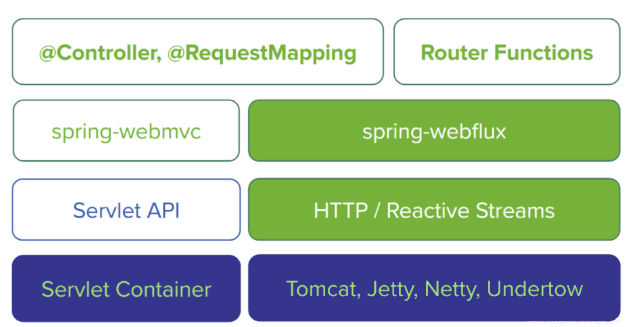 @Controller, @RequestMapping
Router Functions
spring-webmvc
spring-webflux
Servlet API
HTTP / Reactive Streams
Servlet Container
Tomcat, Jetty, Netty, Undertow